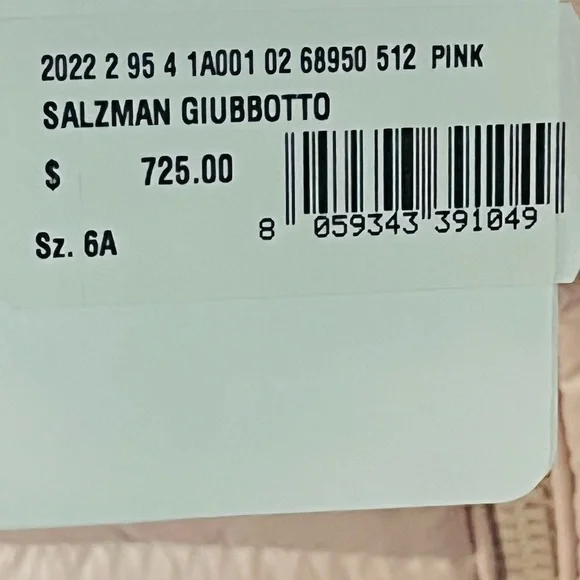 2022 2 95 4 1A001 02 68950 512 PINK
SALZMAN GIUBBOTTO
$ 725.00
8 059343 391049
Sz. 6A